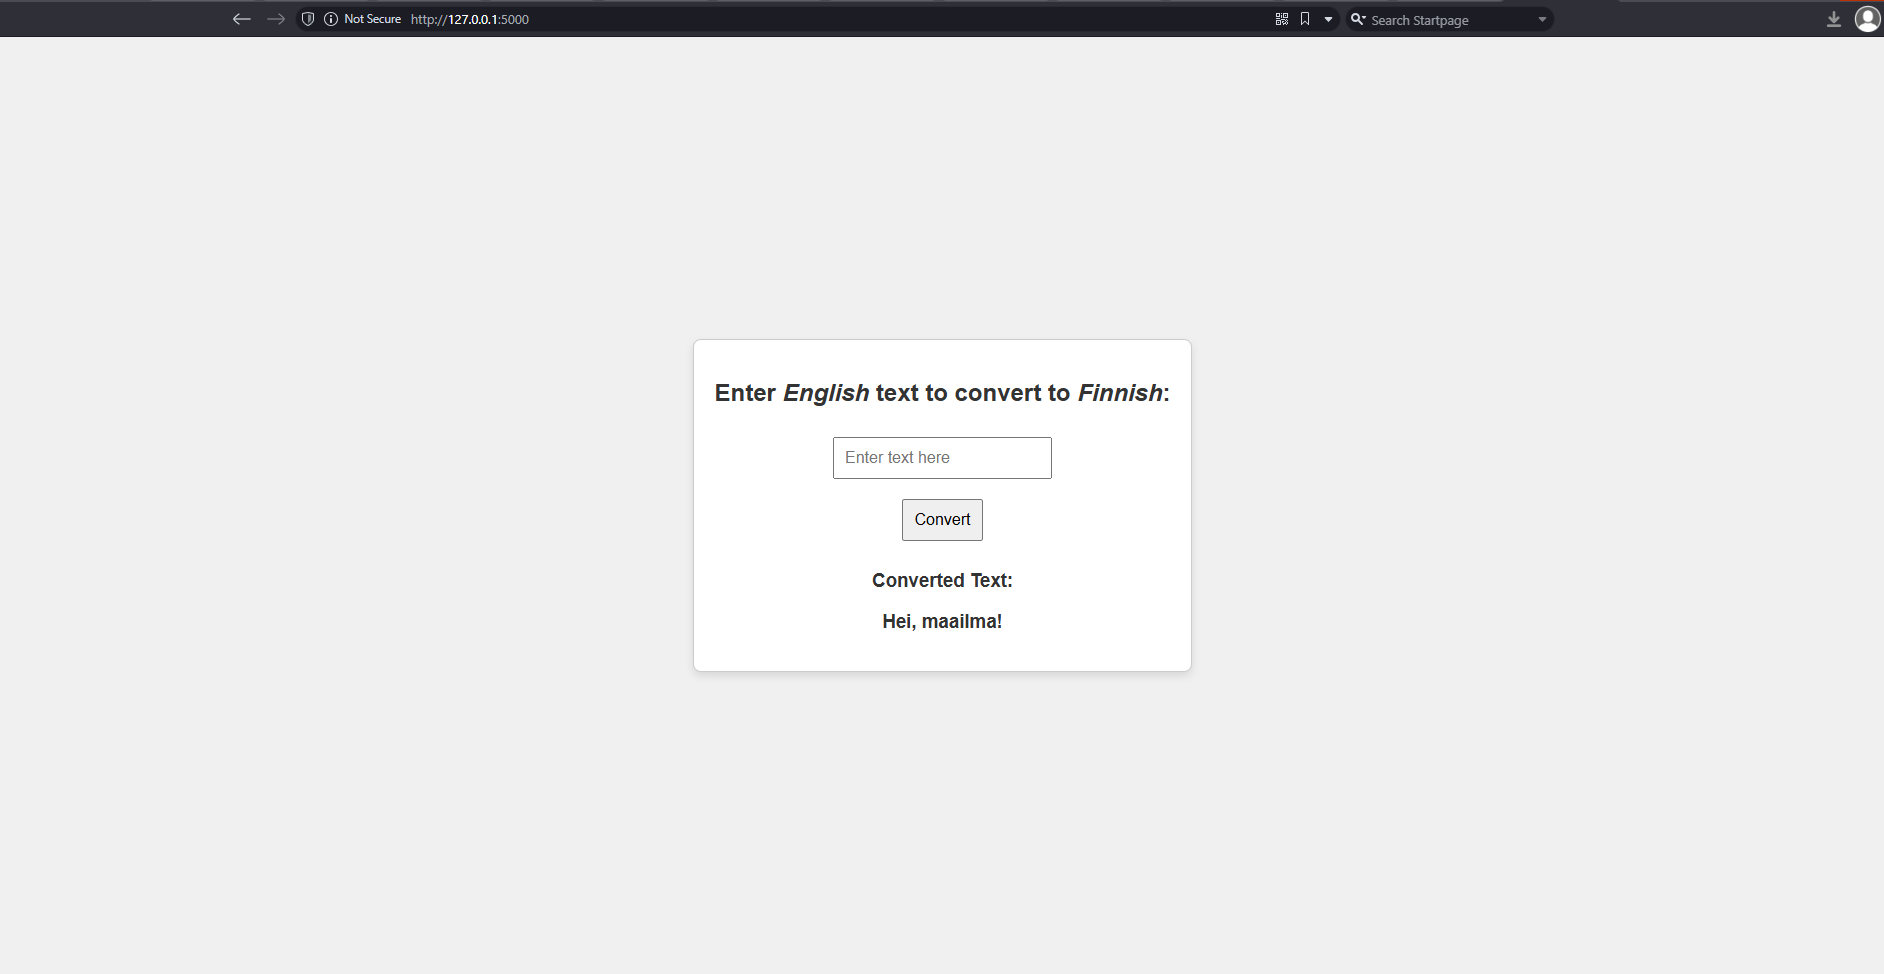 Not Secure http://127.0.0.1:5000 Search Startpage
Enter English text to convert to Finnish:
Enter text here
Convert
Converted Text:
Hei, maailma!